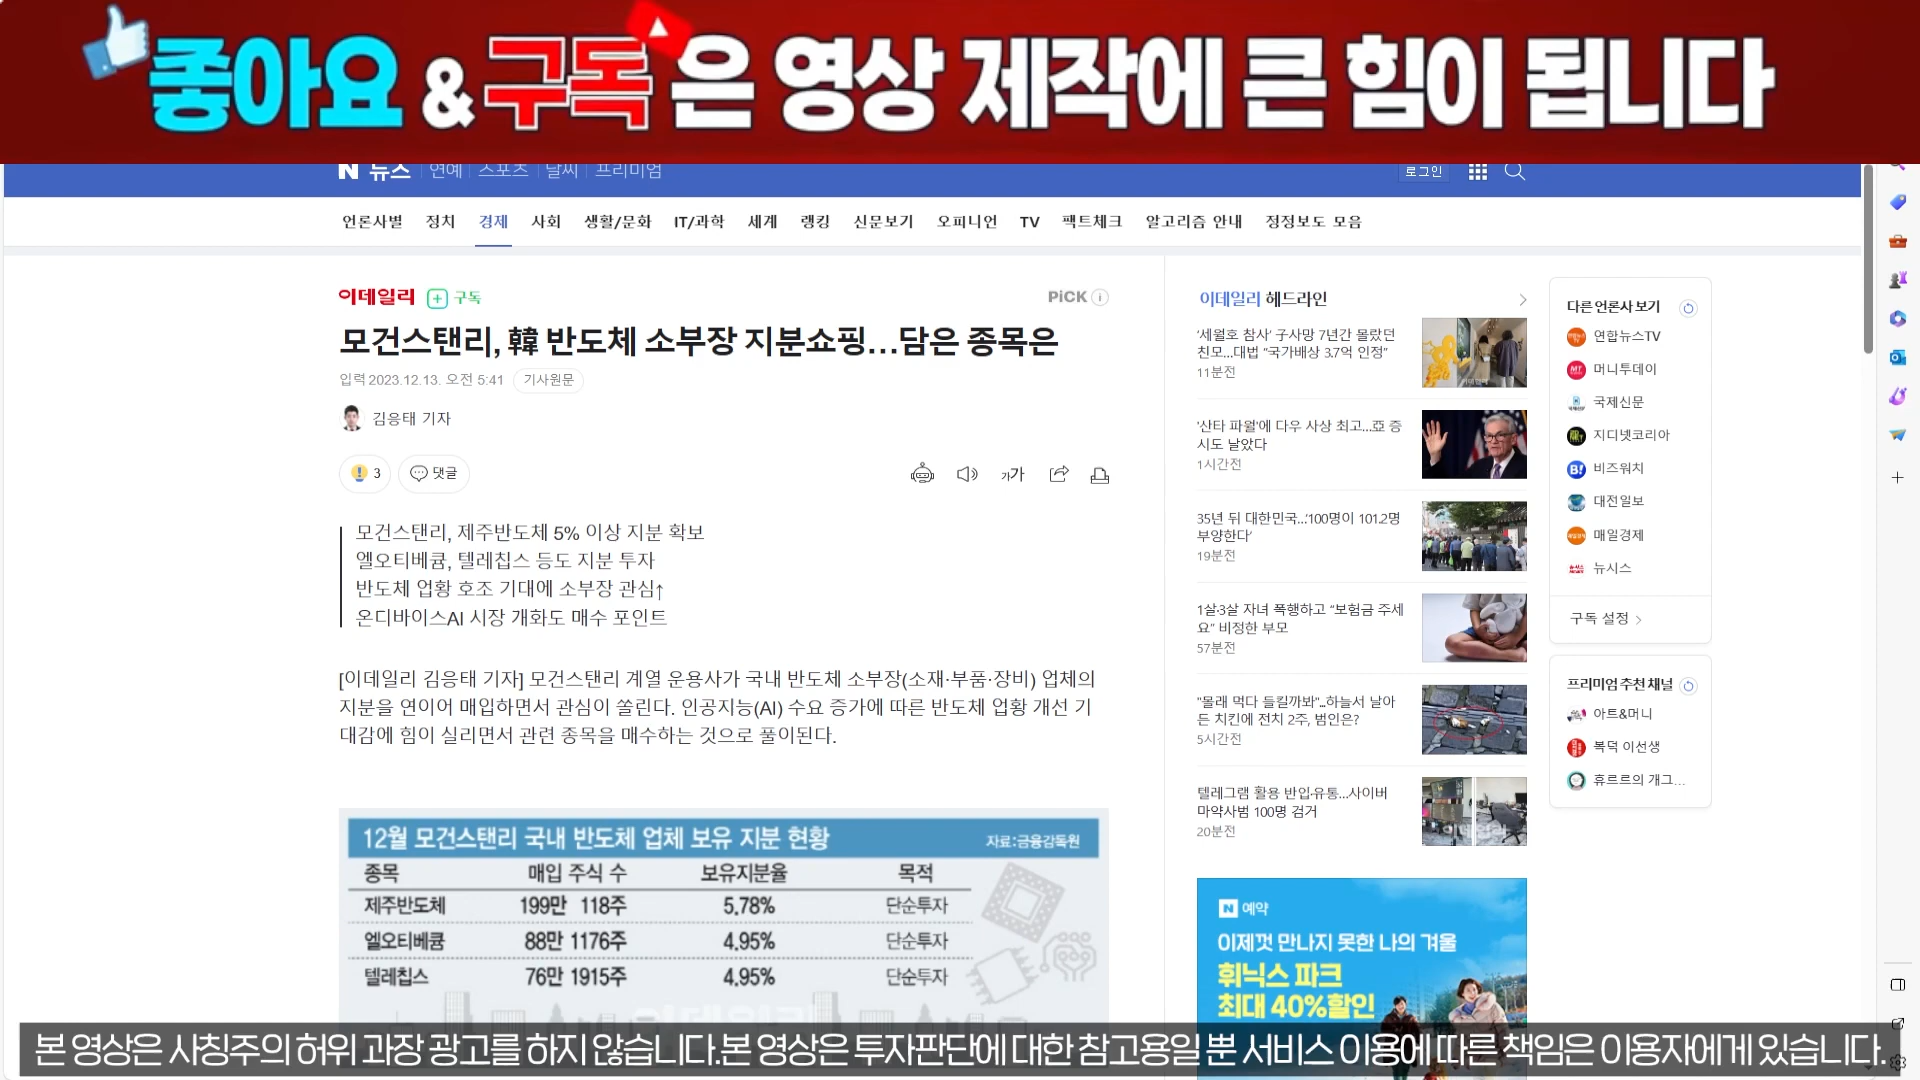 좋아요 & 구독은 영상 제작에 큰 힘이 됩니다
N 뉴스 연예 스포츠 날씨 프리미엄
로그인
언론사별 정치 경제 사회 생활/문화 IT/과학 세계 랭킹 신문보기 오피니언 TV 팩트체크 알고리즘 안내 정정보도 모음
이데일리 구독
PiCK
모건스탠리, 韓 반도체 소부장 지분쇼핑…담은 종목은
입력 2023.12.13. 오전 5:41 기사원문
김응태 기자
3 댓글
가가
모건스탠리, 제주반도체 5% 이상 지분 확보
엘오티베큠, 텔레칩스 등도 지분 투자
반도체 업황 호조 기대에 소부장 관심↑
온디바이스AI 시장 개화도 매수 포인트
[이데일리 김응태 기자] 모건스탠리 계열 운용사가 국내 반도체 소부장(소재·부품·장비) 업체의
지분을 연이어 매입하면서 관심이 쏠린다. 인공지능(AI) 수요 증가에 따른 반도체 업황 개선 기
대감에 힘이 실리면서 관련 종목을 매수하는 것으로 풀이된다.
12월 모건스탠리 국내 반도체 업체 보유 지분 현황 자료:금융감독원
종목 매입 주식 수 보유지분율 목적
제주반도체 199만 118주 5.78% 단순투자
엘오티베큠 88만 1176주 4.95% 단순투자
텔레칩스 76만 1915주 4.95% 단순투자
이데일리 헤드라인
‘세월호 참사’ 子사망 7년간 몰랐던
친모…대법 “국가배상 3.7억 인정”
11분전
'산타 파월'에 다우 사상 최고…亞 증
시도 날았다
1시간전
35년 뒤 대한민국…‘100명이 101.2명
부양한다’
19분전
1살·3살 자녀 폭행하고 “보험금 주세
요” 비정한 부모
57분전
"몰래 먹다 들킬까봐"…하늘서 날아
든 치킨에 전치 2주, 범인은?
5시간전
텔레그램 활용 반입·유통…사이버
마약사범 100명 검거
20분전
N 예약
이제껏 만나지 못한 나의 겨울
휘닉스 파크
최대 40%할인
다른 언론사 보기
연합뉴스TV
머니투데이
국제신문
지디넷코리아
비즈워치
대전일보
매일경제
뉴시스
구독 설정
프리미엄 추천 채널
아트&머니
복덕 이선생
휴르르의 개그...
본 영상은 사칭주의 허위 과장 광고를 하지 않습니다.본 영상은 투자판단에 대한 참고용일 뿐 서비스 이용에 따른 책임은 이용자에게 있습니다.